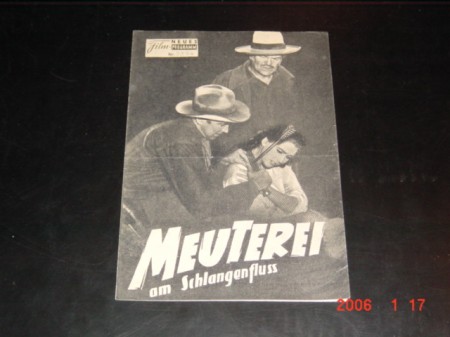 Film
NEUES
Programm
MEUTEREI
am Schlangenfluss
2006 1 17